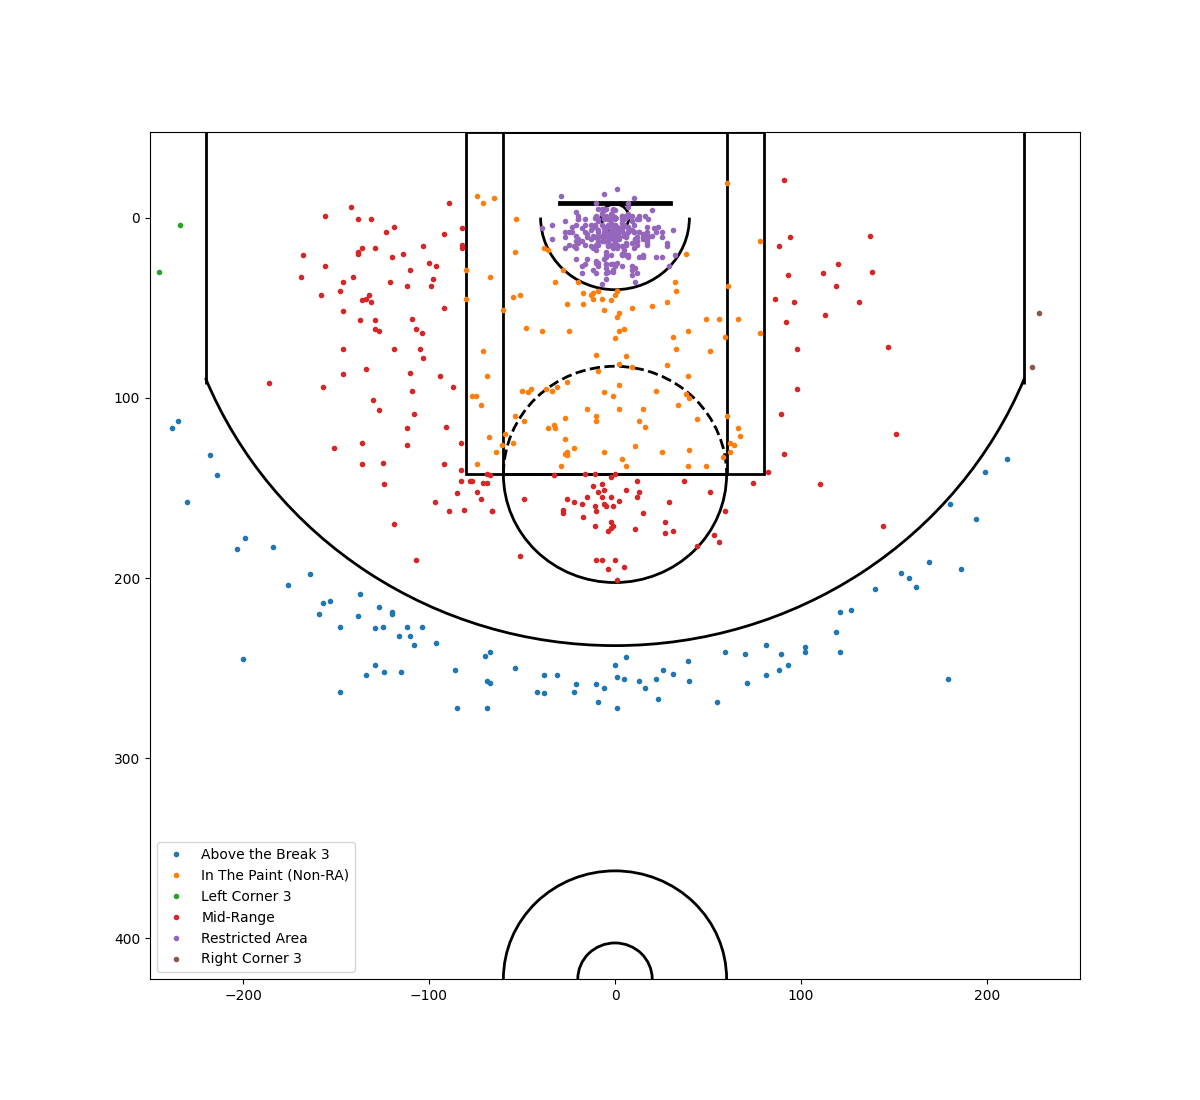 0
100
200
300
400
−200
−100
0
100
200
Above the Break 3
In The Paint (Non-RA)
Left Corner 3
Mid-Range
Restricted Area
Right Corner 3